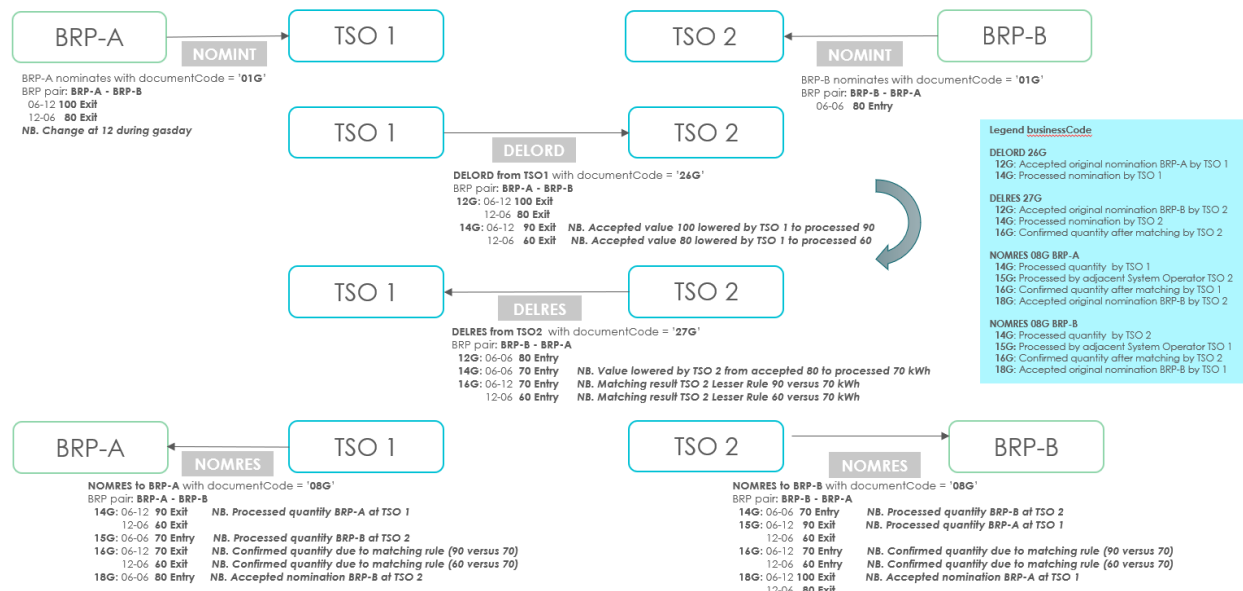 BRP-A
TSO 1
TSO 2
BRP-B
NOMINT
NOMINT
BRP-A nominates with documentCode = '01G'
BRP pair: BRP-A - BRP-B
06-12 100 Exit
12-06 80 Exit
NB. Change at 12 during gasday
BRP-B nominates with documentCode = '01G'
BRP pair: BRP-B - BRP-A
06-06 80 Entry
TSO 1
TSO 2
DELORD
DELORD from TSO1 with documentCode = '26G'
BRP pair: BRP-A - BRP-B
12G: 06-12 100 Exit
12-06 80 Exit
14G: 06-12 90 Exit NB. Accepted value 100 lowered by TSO 1 to processed 90
12-06 60 Exit NB. Accepted value 80 lowered by TSO 1 to processed 60
Legend businessCode
DELORD 26G
12G: Accepted original nomination BRP-A by TSO 1
14G: Processed nomination by TSO 1
DELRES 27G
12G: Accepted original nomination BRP-B by TSO 2
14G: Processed nomination by TSO 2
16G: Confirmed quantity after matching by TSO 2
NOMRES 08G BRP-A
14G: Processed quantity by TSO 1
15G: Processed by adjacent System Operator TSO 2
16G: Confirmed quantity after matching by TSO 1
18G: Accepted original nomination BRP-B by TSO 2
NOMRES 08G BRP-B
14G: Processed quantity by TSO 2
15G: Processed by adjacent System Operator TSO 1
16G: Confirmed quantity after matching by TSO 2
18G: Accepted original nomination BRP-B by TSO 1
TSO 1
TSO 2
DELRES
DELRES from TSO2 with documentCode = '27G'
BRP pair: BRP-B - BRP-A
12G: 06-06 80 Entry
14G: 06-06 70 Entry NB. Value lowered by TSO 2 from accepted 80 to processed 70 kWh
16G: 06-12 70 Entry NB. Matching result TSO 2 Lesser Rule 90 versus 70 kWh
12-06 60 Entry NB. Matching result TSO 2 Lesser Rule 60 versus 70 kWh
BRP-A
TSO 1
TSO 2
BRP-B
NOMRES
NOMRES
NOMRES to BRP-A with documentCode = '08G'
BRP pair: BRP-A - BRP-B
14G: 06-12 90 Exit NB. Processed quantity BRP-A at TSO 1
12-06 60 Exit
15G: 06-06 70 Entry NB. Processed quantity BRP-B at TSO 2
16G: 06-12 70 Exit NB. Confirmed quantity due to matching rule (90 versus 70)
12-06 60 Exit NB. Confirmed quantity due to matching rule (60 versus 70)
18G: 06-06 80 Entry NB. Accepted nomination BRP-B at TSO 2
NOMRES to BRP-B with documentCode = '08G'
BRP pair: BRP-B - BRP-A
14G: 06-06 70 Entry NB. Processed quantity BRP-B at TSO 2
15G: 06-12 90 Exit NB. Processed quantity BRP-A at TSO 1
12-06 60 Exit
16G: 06-12 70 Entry NB. Confirmed quantity due to matching rule (90 versus 70)
12-06 60 Entry NB. Confirmed quantity due to matching rule (60 versus 70)
18G: 06-12 100 Exit NB. Accepted nomination BRP-A at TSO 1
12-06 80 Exit